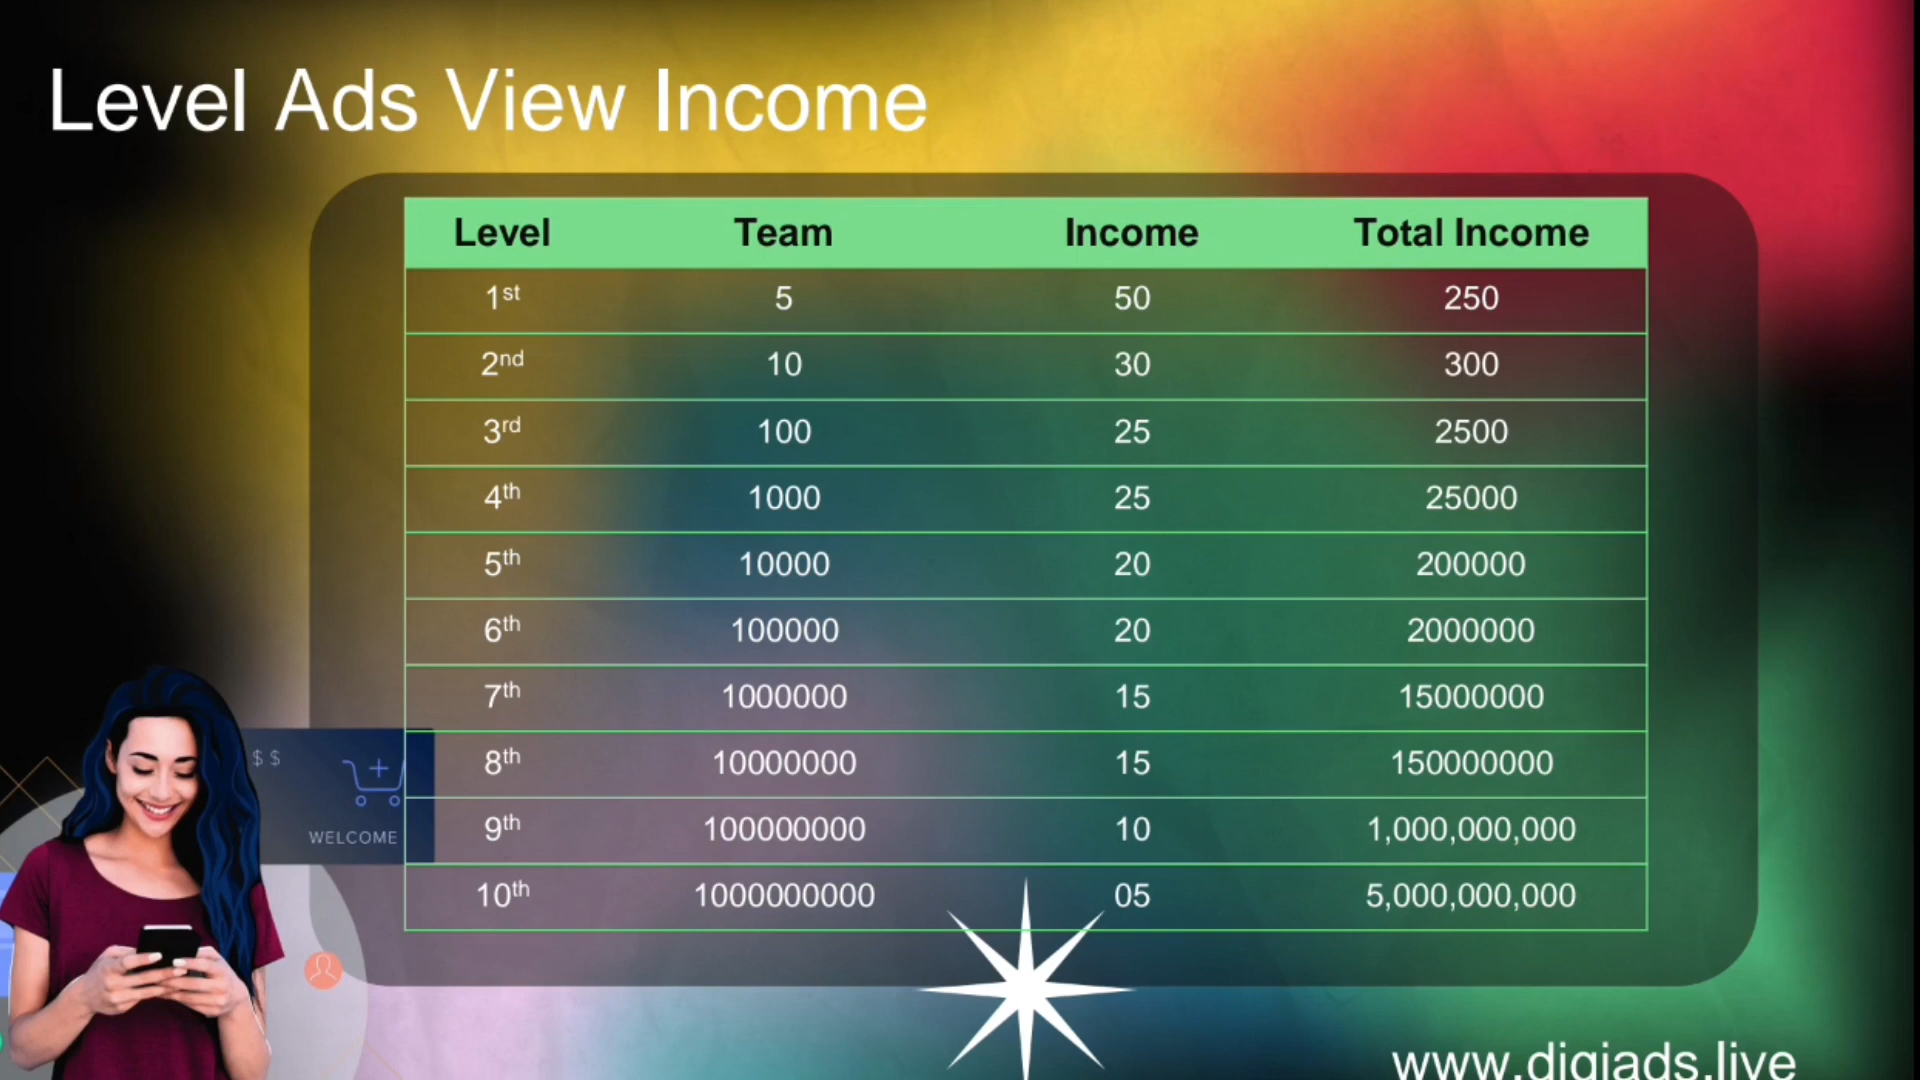 Level Ads View Income
Level Team Income Total Income
1st 5 50 250
2nd 10 30 300
3rd 100 25 2500
4th 1000 25 25000
5th 10000 20 200000
6th 100000 20 2000000
7th 1000000 15 15000000
8th 10000000 15 150000000
9th 100000000 10 1,000,000,000
10th 1000000000 05 5,000,000,000
$ $
WELCOME
www.digiads.live